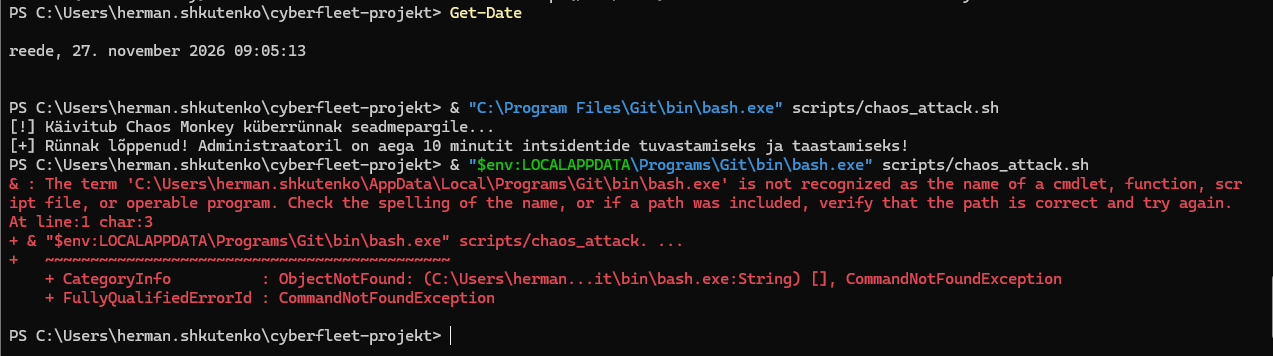 PS C:\Users\herman.shkutenko\cyberfleet-projekt> Get-Date
reede, 27. november 2026 09:05:13
PS C:\Users\herman.shkutenko\cyberfleet-projekt> & "C:\Program Files\Git\bin\bash.exe" scripts/chaos_attack.sh
[!] Käivitub Chaos Monkey küberrünnak seadmepargile...
[+] Rünnak lõppenud! Administraatoril on aega 10 minutit intsidentide tuvastamiseks ja taastamiseks!
PS C:\Users\herman.shkutenko\cyberfleet-projekt> & "$env:LOCALAPPDATA\Programs\Git\bin\bash.exe" scripts/chaos_attack.sh
& : The term 'C:\Users\herman.shkutenko\AppData\Local\Programs\Git\bin\bash.exe' is not recognized as the name of a cmdlet, function, scr
ipt file, or operable program. Check the spelling of the name, or if a path was included, verify that the path is correct and try again.
At line:1 char:3
+ & "$env:LOCALAPPDATA\Programs\Git\bin\bash.exe" scripts/chaos_attack. ...
+   ~~~~~~~~~~~~~~~~~~~~~~~~~~~~~~~~~~~~~~~~~~~~~
    + CategoryInfo          : ObjectNotFound: (C:\Users\herman...it\bin\bash.exe:String) [], CommandNotFoundException
    + FullyQualifiedErrorId : CommandNotFoundException
PS C:\Users\herman.shkutenko\cyberfleet-projekt>